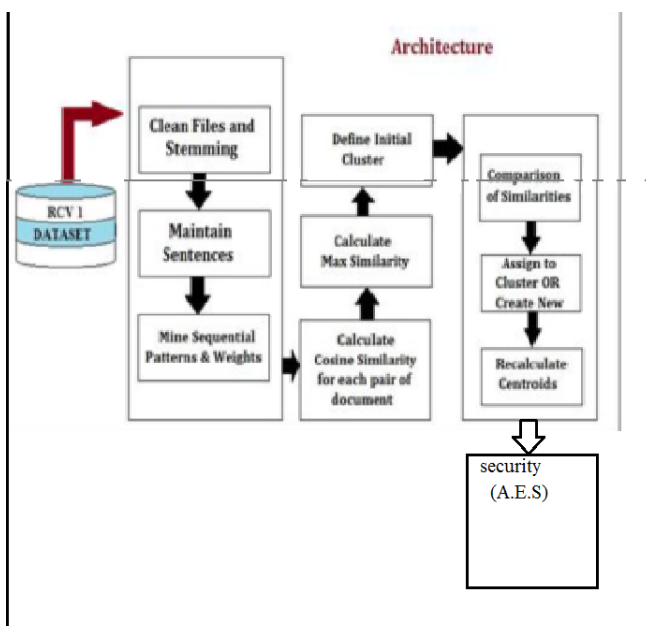 Architecture
RCV 1
DATASET
Clean Files and
Stemming
Maintain
Sentences
Mine Sequential
Patterns & Weights
Calculate
Cosine Similarity
for each pair of
document
Calculate
Max Similarity
Define Initial
Cluster
Comparison
of Similarities
Assign to
Cluster OR
Create New
Recalculate
Centroids
security
(A.E.S)